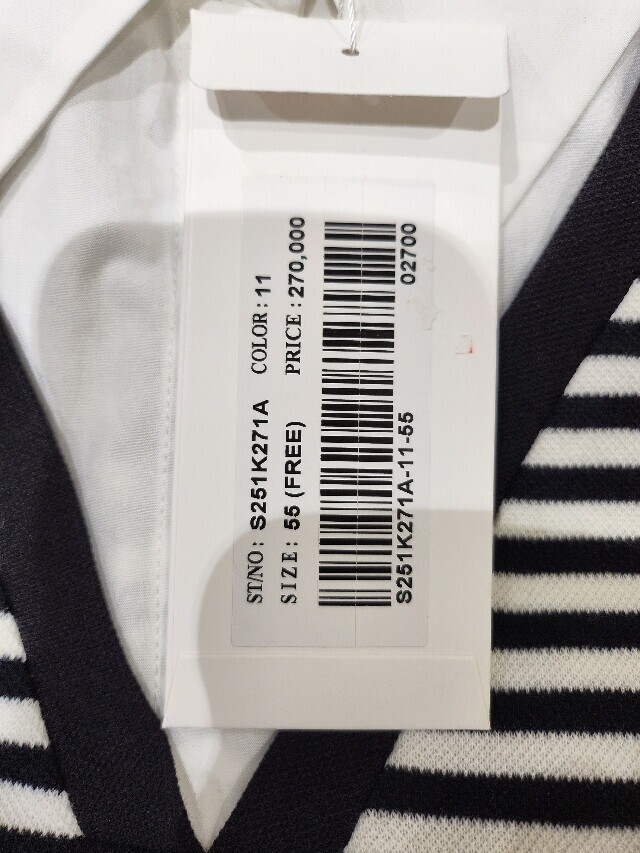 ST/NO : S251K271A COLOR : 11
SIZE : 55 (FREE) PRICE : 270,000
S251K271A-11-55 02700